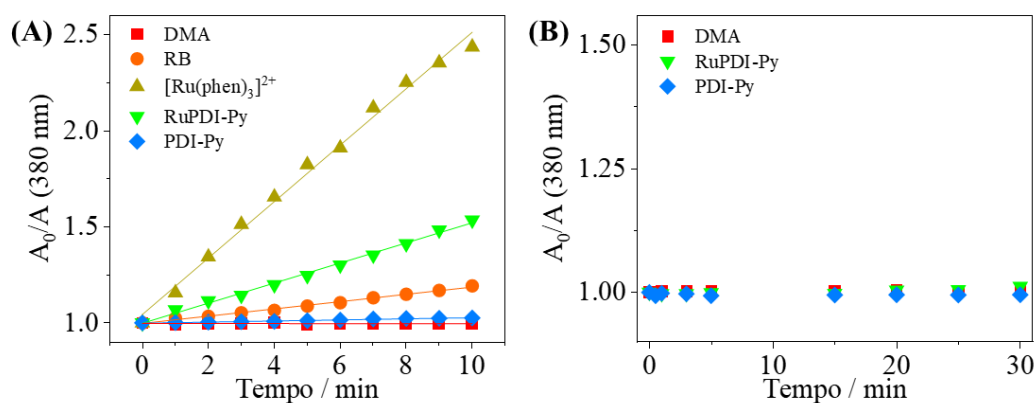 (A)
DMA
RB
[Ru(phen)₃]²⁺
RuPDI-Py
PDI-Py
2.5
2.0
1.5
1.0
A₀/A (380 nm)
0 2 4 6 8 10
Tempo / min
(B)
DMA
RuPDI-Py
PDI-Py
1.50
1.25
1.00
A₀/A (380 nm)
0 10 20 30
Tempo / min